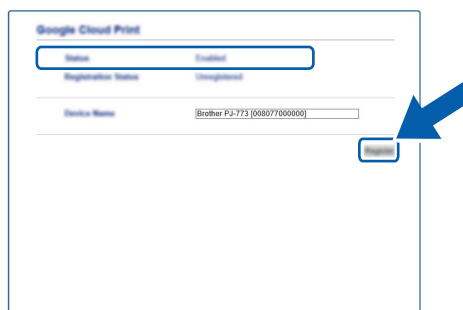 Google Cloud Print
Status Enabled
Registration Status Unregistered
Device Name Brother PJ-773 [008077000000]
Register